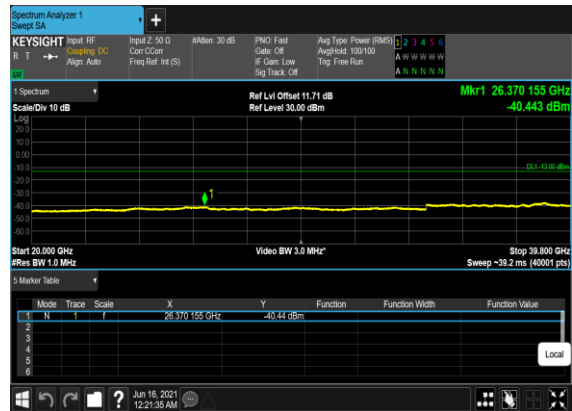 Spectrum Analyzer 1
Swept SA
+
KEYSIGHT Input: RF Input Z: 50 Ω #Atten: 30 dB PNO: Fast Avg Type: Power (RMS) 1 2 3 4 5 6
R T Coupling: DC Corr CCorr Gate: Off Avg|Hold: 100/100 A W W W W W
Align: Auto Freq Ref: Int (S) IF Gain: Low Trig: Free Run A N N N N N
Sig Track: Off
1 Spectrum Ref Lvl Offset 11.71 dB Mkr1 26.370 155 GHz
Scale/Div 10 dB Ref Level 30.00 dBm -40.443 dBm
Log
20.0
10.0
0.00
-10.0 DL1 -13.00 dBm
-20.0
-30.0
-40.0 1
-50.0
-60.0
Start 20.000 GHz Video BW 3.0 MHz* Stop 39.800 GHz
#Res BW 1.0 MHz Sweep ~39.2 ms (40001 pts)
5 Marker Table
Mode Trace Scale X Y Function Function Width Function Value
1 N 1 f 26.370 155 GHz -40.44 dBm
2
3
4
5
6
Local
? Jun 16, 2021
12:21:35 AM